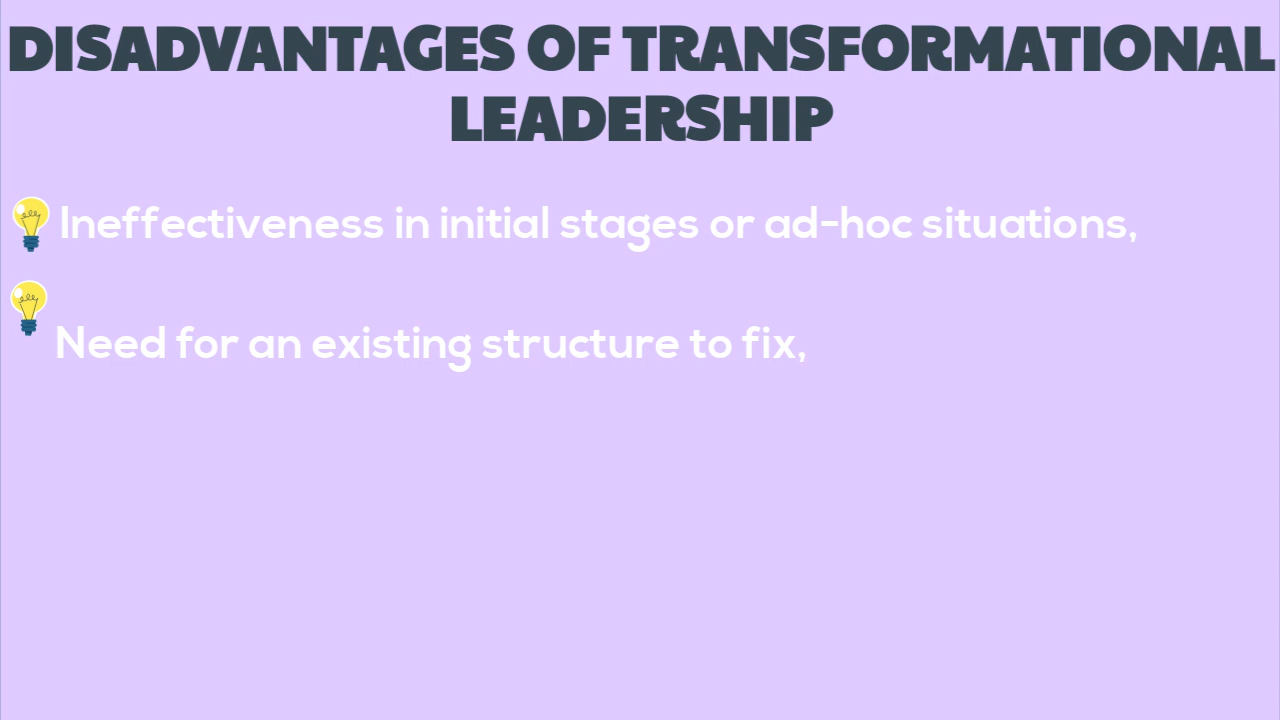 DISADVANTAGES OF TRANSFORMATIONAL
LEADERSHIP
Ineffectiveness in initial stages or ad-hoc situations,
Need for an existing structure to fix,